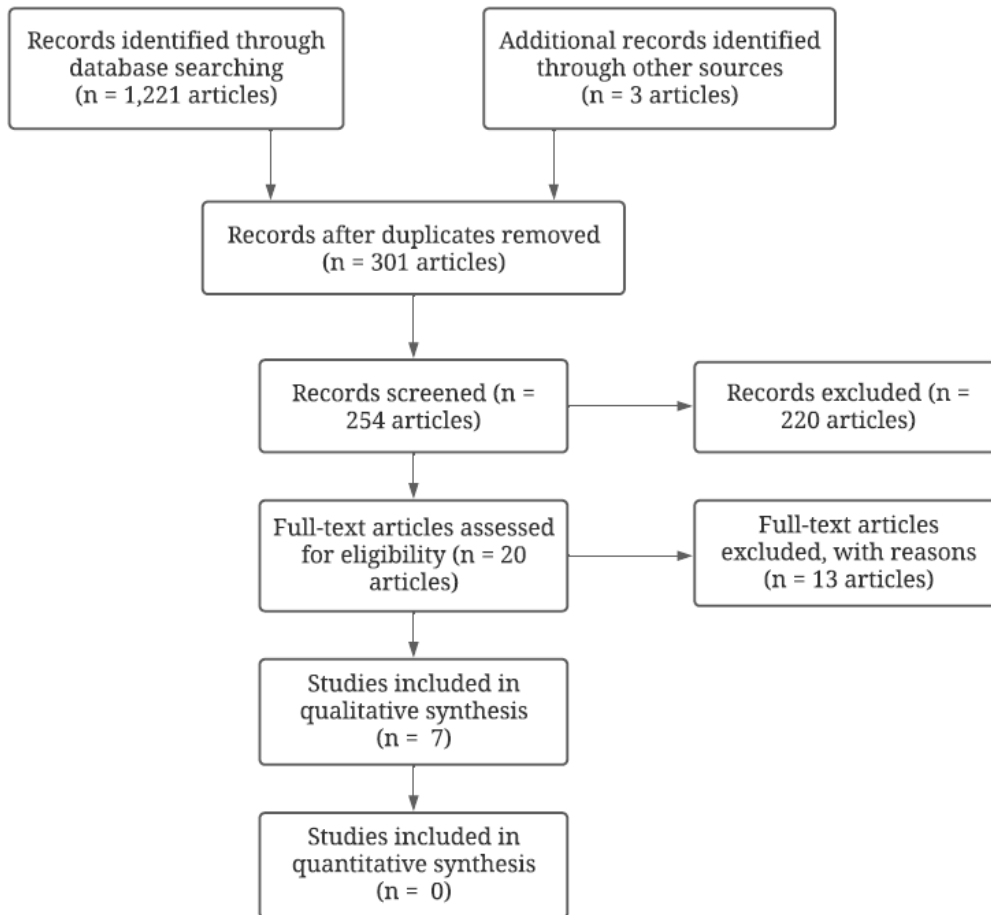 Records identified through
database searching
(n = 1,221 articles)
Additional records identified
through other sources
(n = 3 articles)
Records after duplicates removed
(n = 301 articles)
Records screened (n =
254 articles)
Records excluded (n =
220 articles)
Full-text articles assessed
for eligibility (n = 20
articles)
Full-text articles
excluded, with reasons
(n = 13 articles)
Studies included in
qualitative synthesis
(n =  7)
Studies included in
quantitative synthesis
(n =  0)